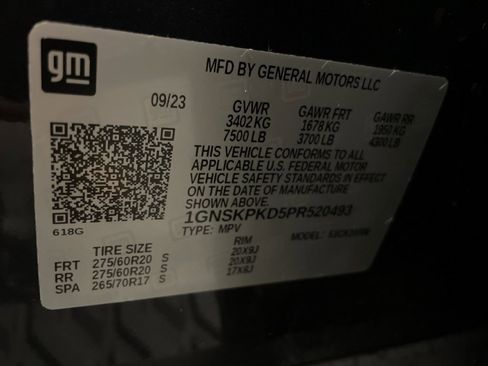 gm
MFD BY GENERAL MOTORS LLC
09/23 GVWR GAWR FRT GAWR RR
3402 KG 1678 KG 1950 KG
7500 LB 3700 LB 4300 LB
THIS VEHICLE CONFORMS TO ALL
APPLICABLE U.S. FEDERAL MOTOR
VEHICLE SAFETY STANDARDS IN EFFECT
ON THE DATE OF MANUFACTURE
SHOWN ABOVE.
1GNSKPKD5PR520493
618G TYPE: MPV MODEL:
TIRE SIZE RIM
FRT 275/60R20 S 20X9J
RR 275/60R20 S 20X9J
SPA 265/70R17 S 17X8J